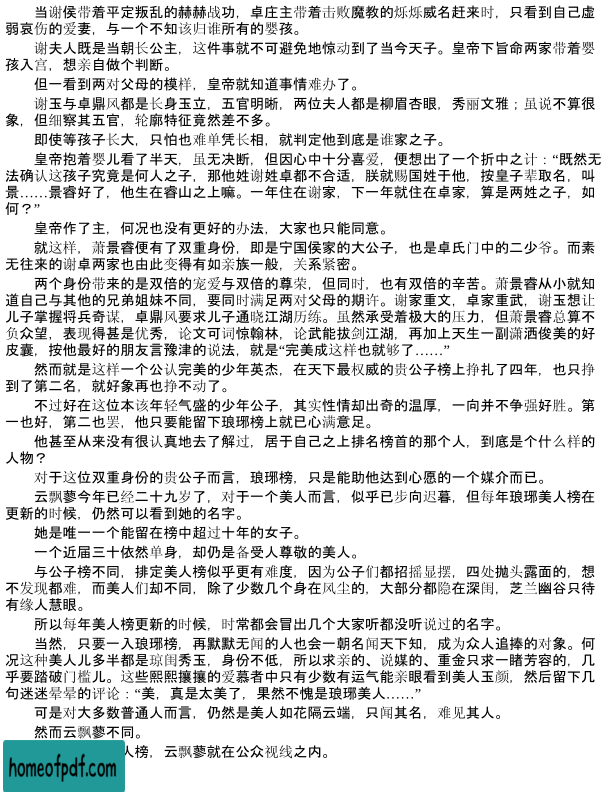 当谢侯带着平定叛乱的赫赫战功，卓庄主带着击败魔教的烁烁威名赶来时，只看到自己虚
弱哀伤的爱妻，与一个不知该归谁所有的婴孩。
谢夫人既是当朝长公主，这件事就不可避免地惊动到了当今天子。皇帝下旨命两家带着婴
孩入宫，想亲自做个判断。
但一看到两对父母的模样，皇帝就知道事情难办了。
谢玉与卓鼎风都是长身玉立，五官明晰，两位夫人都是柳眉杏眼，秀丽文雅；虽说不算很
象，但细察其五官，轮廓特征竟然差不多。
即使等孩子长大，只怕也难单凭长相，就判定他到底是谁家之子。
皇帝抱着婴儿看了半天，虽无决断，但因心中十分喜爱，便想出了一个折中之计：“既然无
法确认这孩子究竟是何人之子，那他姓谢姓卓都不合适，朕就赐国姓于他，按皇子辈取名，叫
景……景睿好了，他生在睿山之上嘛。一年住在谢家，下一年就住在卓家，算是两姓之子，如
何？”
皇帝作了主，何况也没有更好的办法，大家也只能同意。
就这样，萧景睿便有了双重身份，即是宁国侯家的大公子，也是卓氏门中的二少爷。而素
无往来的谢卓两家也由此变得有如亲族一般，关系紧密。
两个身份带来的是双倍的宠爱与双倍的尊荣，但同时，也有双倍的辛苦。萧景睿从小就知
道自己与其他的兄弟姐妹不同，要同时满足两对父母的期许。谢家重文，卓家重武，谢玉想让
儿子掌握将兵奇谋，卓鼎风要求儿子通晓江湖历练。虽然承受着极大的压力，但萧景睿总算不
负众望，表现得甚是优秀，论文可词惊翰林，论武能拔剑江湖，再加上天生一副潇洒俊美的好
皮囊，按他最好的朋友言豫津的说法，就是“完美成这样也就够了……”
然而就是这样一个公认完美的少年英杰，在天下最权威的贵公子榜上挣扎了四年，也只挣
到了第二名，就好象再也挣不动了。
不过好在这位本该年轻气盛的少年公子，其实性情却出奇的温厚，一向并不争强好胜。第
一也好，第二也罢，他只要能留下琅琊榜上就已心满意足。
他甚至从来没有很认真地去了解过，居于自己之上排名榜首的那个人，到底是个什么样的
人物？
对于这位双重身份的贵公子而言，琅琊榜，只是能助他达到心愿的一个媒介而已。
云飘蓼今年已经二十九岁了，对于一个美人而言，似乎已步向迟暮，但每年琅琊美人榜在
更新的时候，仍然可以看到她的名字。
她是唯一一个能留在榜中超过十年的女子。
一个近届三十依然单身，却仍是备受人尊敬的美人。
与公子榜不同，排定美人榜似乎更有难度，因为公子们都招摇显摆，四处抛头露面的，想
不发现都难，而美人们却不同，除了少数几个身在风尘的，大部分都隐在深闺，芝兰幽谷只待
有缘人慧眼。
所以每年美人榜更新的时候，时常都会冒出几个大家听都没听说过的名字。
当然，只要一入琅琊榜，再默默无闻的人也会一朝名闻天下知，成为众人追捧的对象。何
况这种美人儿多半都是琼闺秀玉，身份不低，所以求亲的、说媒的、重金只求一睹芳容的，几
乎要踏破门槛儿。这些熙熙攘攘的爱慕者中只有少数有运气能亲眼看到美人玉颜，然后留下几
句迷迷晕晕的评论：“美，真是太美了，果然不愧是琅琊美人……”
可是对大多数普通人而言，仍然是美人如花隔云端，只闻其名，难见其人。
然而云飘蓼不同。
人榜，云飘蓼就在公众视线之内。
homeofpdf.com